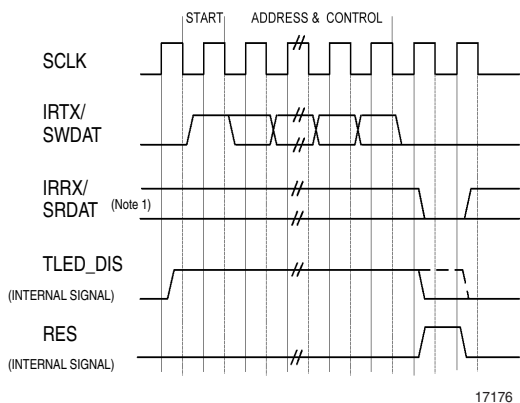 START ADDRESS & CONTROL
SCLK
IRTX/
SWDAT
IRRX/
SRDAT (Note 1)
TLED_DIS
(INTERNAL SIGNAL)
RES
(INTERNAL SIGNAL)
17176